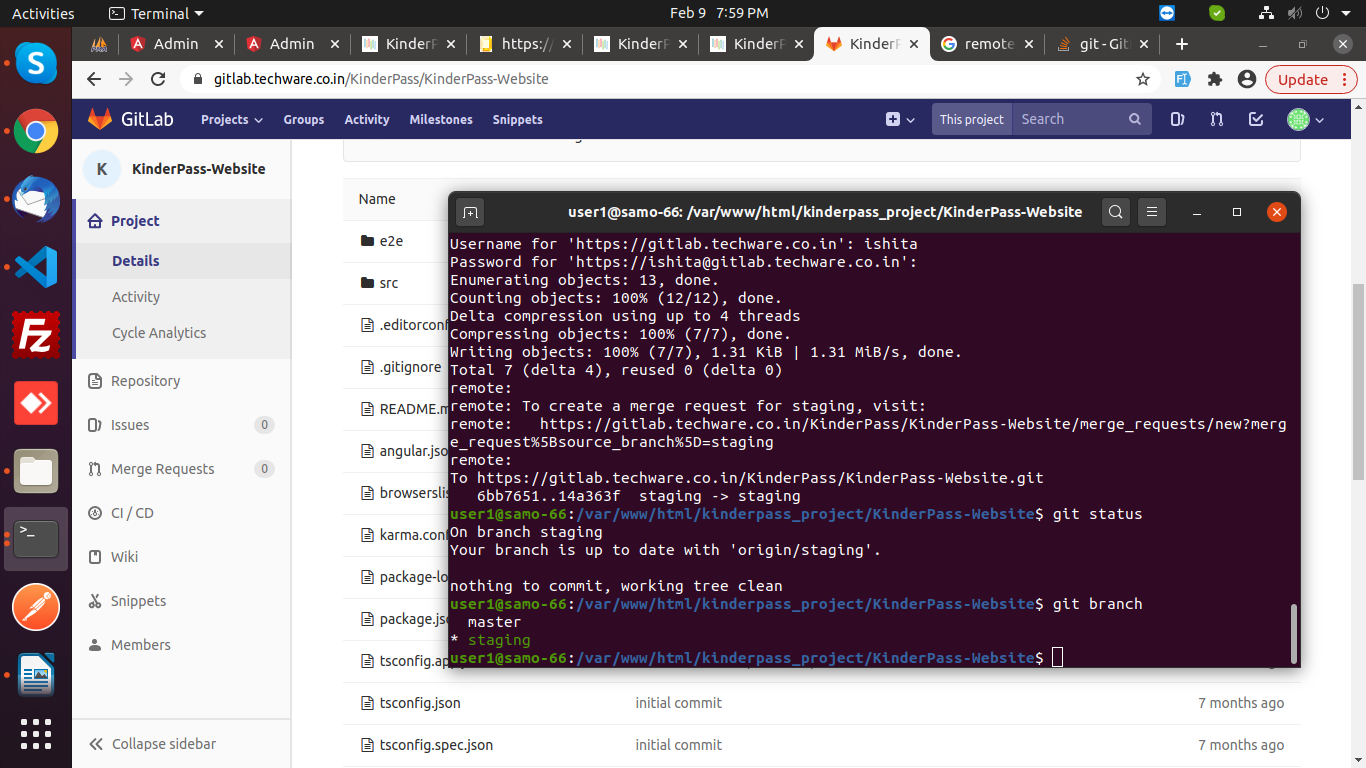 Activities
Terminal
Feb 9 7:59 PM
Admin
Admin
KinderP
https:/
KinderP
KinderP
KinderP
remote
git - Git
gitlab.techware.co.in/KinderPass/KinderPass-Website
Update
GitLab
Projects
Groups
Activity
Milestones
Snippets
This project
Search
K
KinderPass-Website
Project
Details
Activity
Cycle Analytics
Repository
Issues
0
Merge Requests
0
CI / CD
Wiki
Snippets
Members
Collapse sidebar
Name
e2e
src
.editorconf
.gitignore
README.m
angular.jso
browserslis
karma.conf
package-lo
package.jso
tsconfig.ap
tsconfig.json
initial commit
7 months ago
tsconfig.spec.json
initial commit
7 months ago
user1@samo-66: /var/www/html/kinderpass_project/KinderPass-Website
Username for 'https://gitlab.techware.co.in': ishita
Password for 'https://ishita@gitlab.techware.co.in':
Enumerating objects: 13, done.
Counting objects: 100% (12/12), done.
Delta compression using up to 4 threads
Compressing objects: 100% (7/7), done.
Writing objects: 100% (7/7), 1.31 KiB | 1.31 MiB/s, done.
Total 7 (delta 4), reused 0 (delta 0)
remote:
remote: To create a merge request for staging, visit:
remote:   https://gitlab.techware.co.in/KinderPass/KinderPass-Website/merge_requests/new?merg
e_request%5Bsource_branch%5D=staging
remote:
To https://gitlab.techware.co.in/KinderPass/KinderPass-Website.git
   6bb7651..14a363f  staging -> staging
user1@samo-66:/var/www/html/kinderpass_project/KinderPass-Website$ git status
On branch staging
Your branch is up to date with 'origin/staging'.
nothing to commit, working tree clean
user1@samo-66:/var/www/html/kinderpass_project/KinderPass-Website$ git branch
  master
* staging
user1@samo-66:/var/www/html/kinderpass_project/KinderPass-Website$